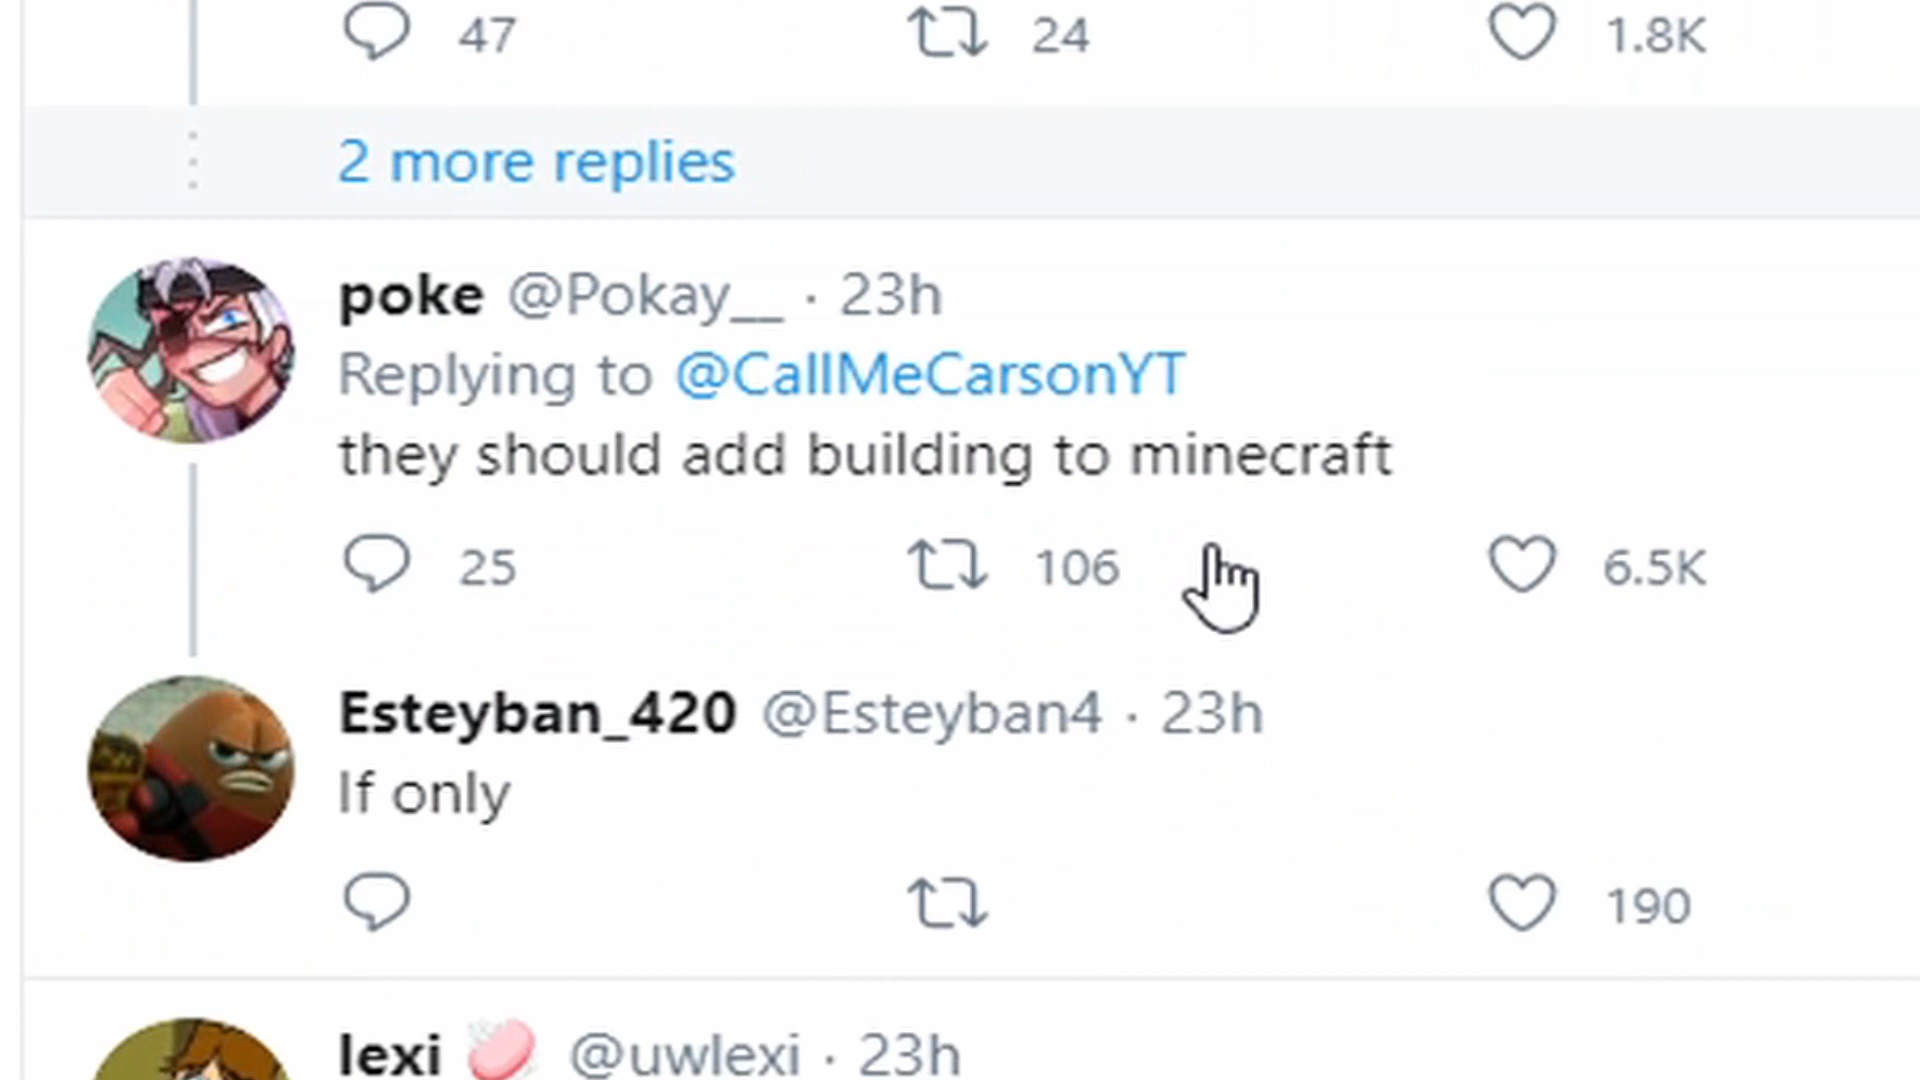 47 24 1.8K
2 more replies
poke @Pokay__ · 23h
Replying to @CallMeCarsonYT
they should add building to minecraft
25 106 6.5K
Esteyban_420 @Esteyban4 · 23h
If only
190
lexi 🧼 @uwlexi · 23h